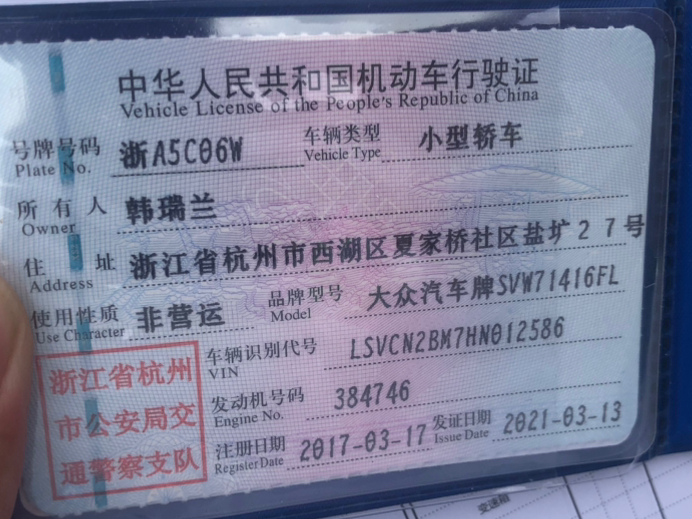 中华人民共和国机动车行驶证
Vehicle License of the People's Republic of China
号牌号码 浙A5C06W 车辆类型 小型轿车
Plate No. Vehicle Type
所有人 韩瑞兰
Owner
住址 浙江省杭州市西湖区夏家桥社区盐圹27号
Address
使用性质 非营运 品牌型号 大众汽车牌SVW71416FL
Use Character Model
浙江省杭州
市公安局交
通警察支队
车辆识别代号 LSVCN2BM7HN012586
VIN
发动机号码 384746
Engine No.
注册日期 2017-03-17 发证日期 2021-03-13
Register Date Issue Date
变速箱